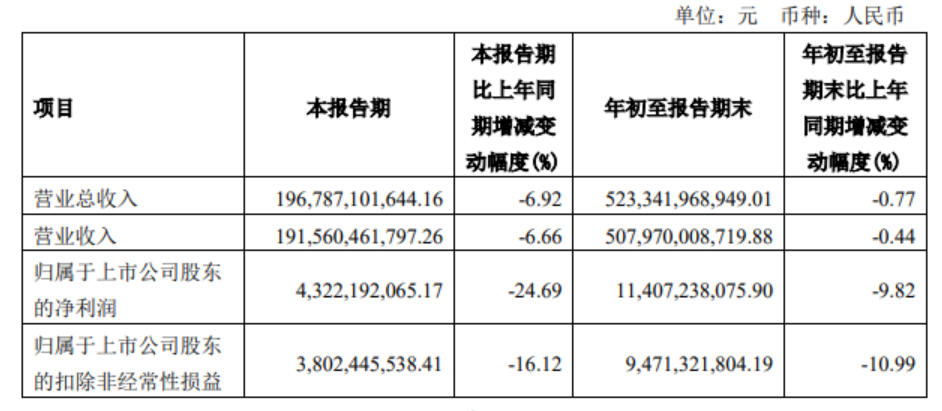 单位：元 币种：人民币
项目 本报告期 本报告期比上年同期增减变动幅度(%) 年初至报告期末 年初至报告期末比上年同期增减变动幅度(%)
营业总收入 196,787,101,644.16 -6.92 523,341,968,949.01 -0.77
营业收入 191,560,461,797.26 -6.66 507,970,008,719.88 -0.44
归属于上市公司股东的净利润 4,322,192,065.17 -24.69 11,407,238,075.90 -9.82
归属于上市公司股东的扣除非经常性损益 3,802,445,538.41 -16.12 9,471,321,804.19 -10.99